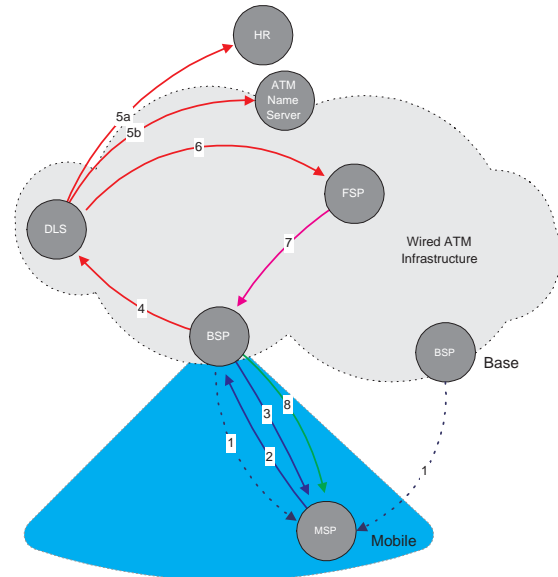 HR
ATM
Name
Server
5a
5b
6
DLS
FSP
7
Wired ATM
Infrastructure
4
BSP
BSP
Base
8
3
1
2
1
MSP
Mobile